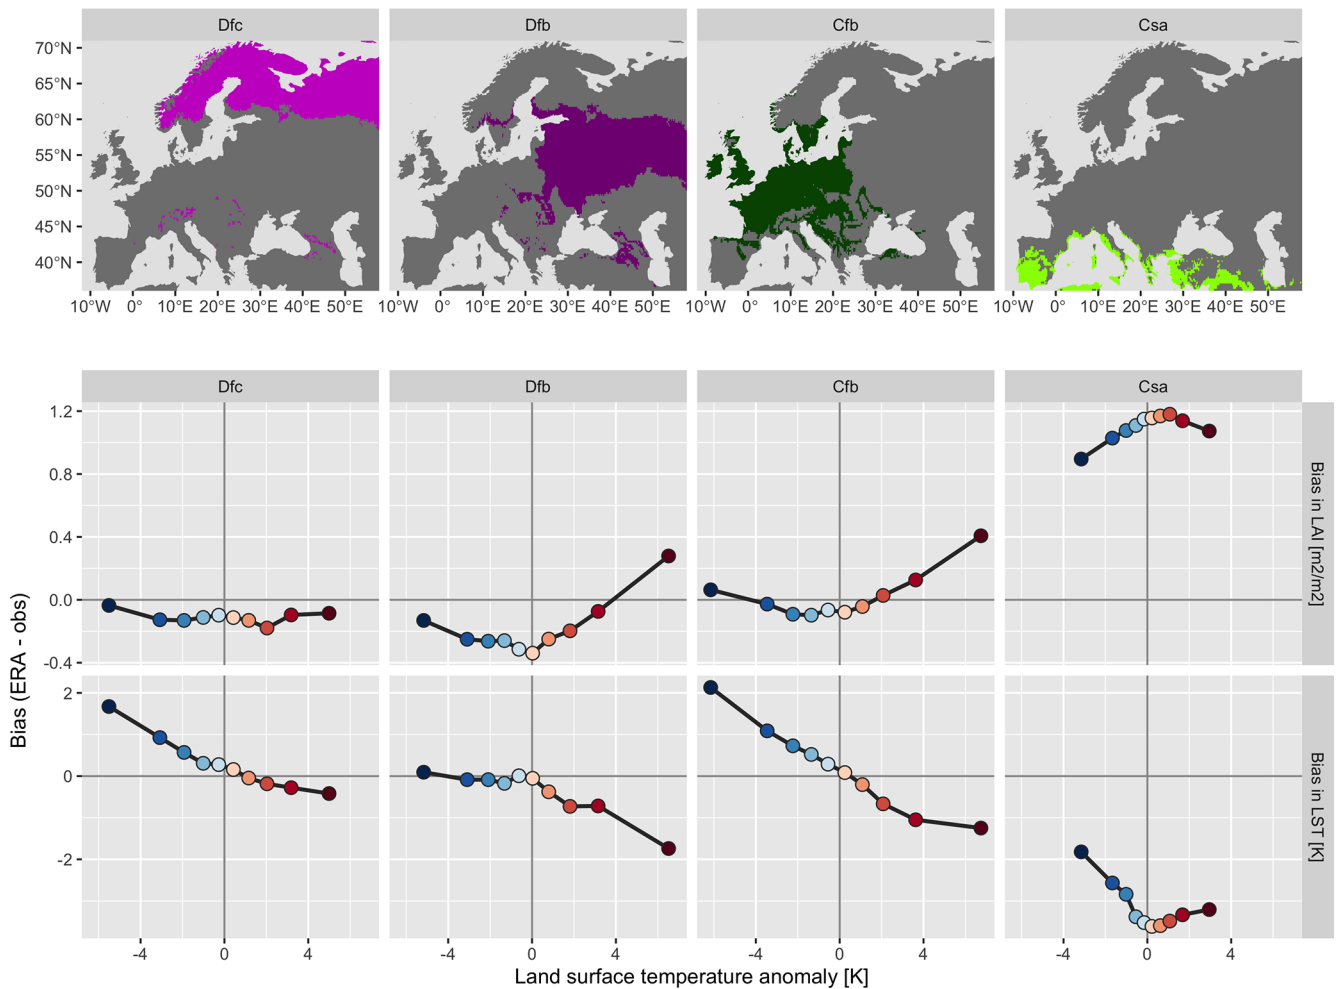 Dfc Dfb Cfb Csa
70°N
65°N
60°N
55°N
50°N
45°N
40°N
10°W 0° 10°E 20°E 30°E 40°E 50°E 10°W 0° 10°E 20°E 30°E 40°E 50°E 10°W 0° 10°E 20°E 30°E 40°E 50°E 10°W 0° 10°E 20°E 30°E 40°E 50°E
Dfc Dfb Cfb Csa
1.2
0.8
0.4
0.0
-0.4
Bias in LAI [m2/m2]
2
0
-2
Bias in LST [K]
Bias (ERA - obs)
-4 0 4 -4 0 4 -4 0 4 -4 0 4
Land surface temperature anomaly [K]